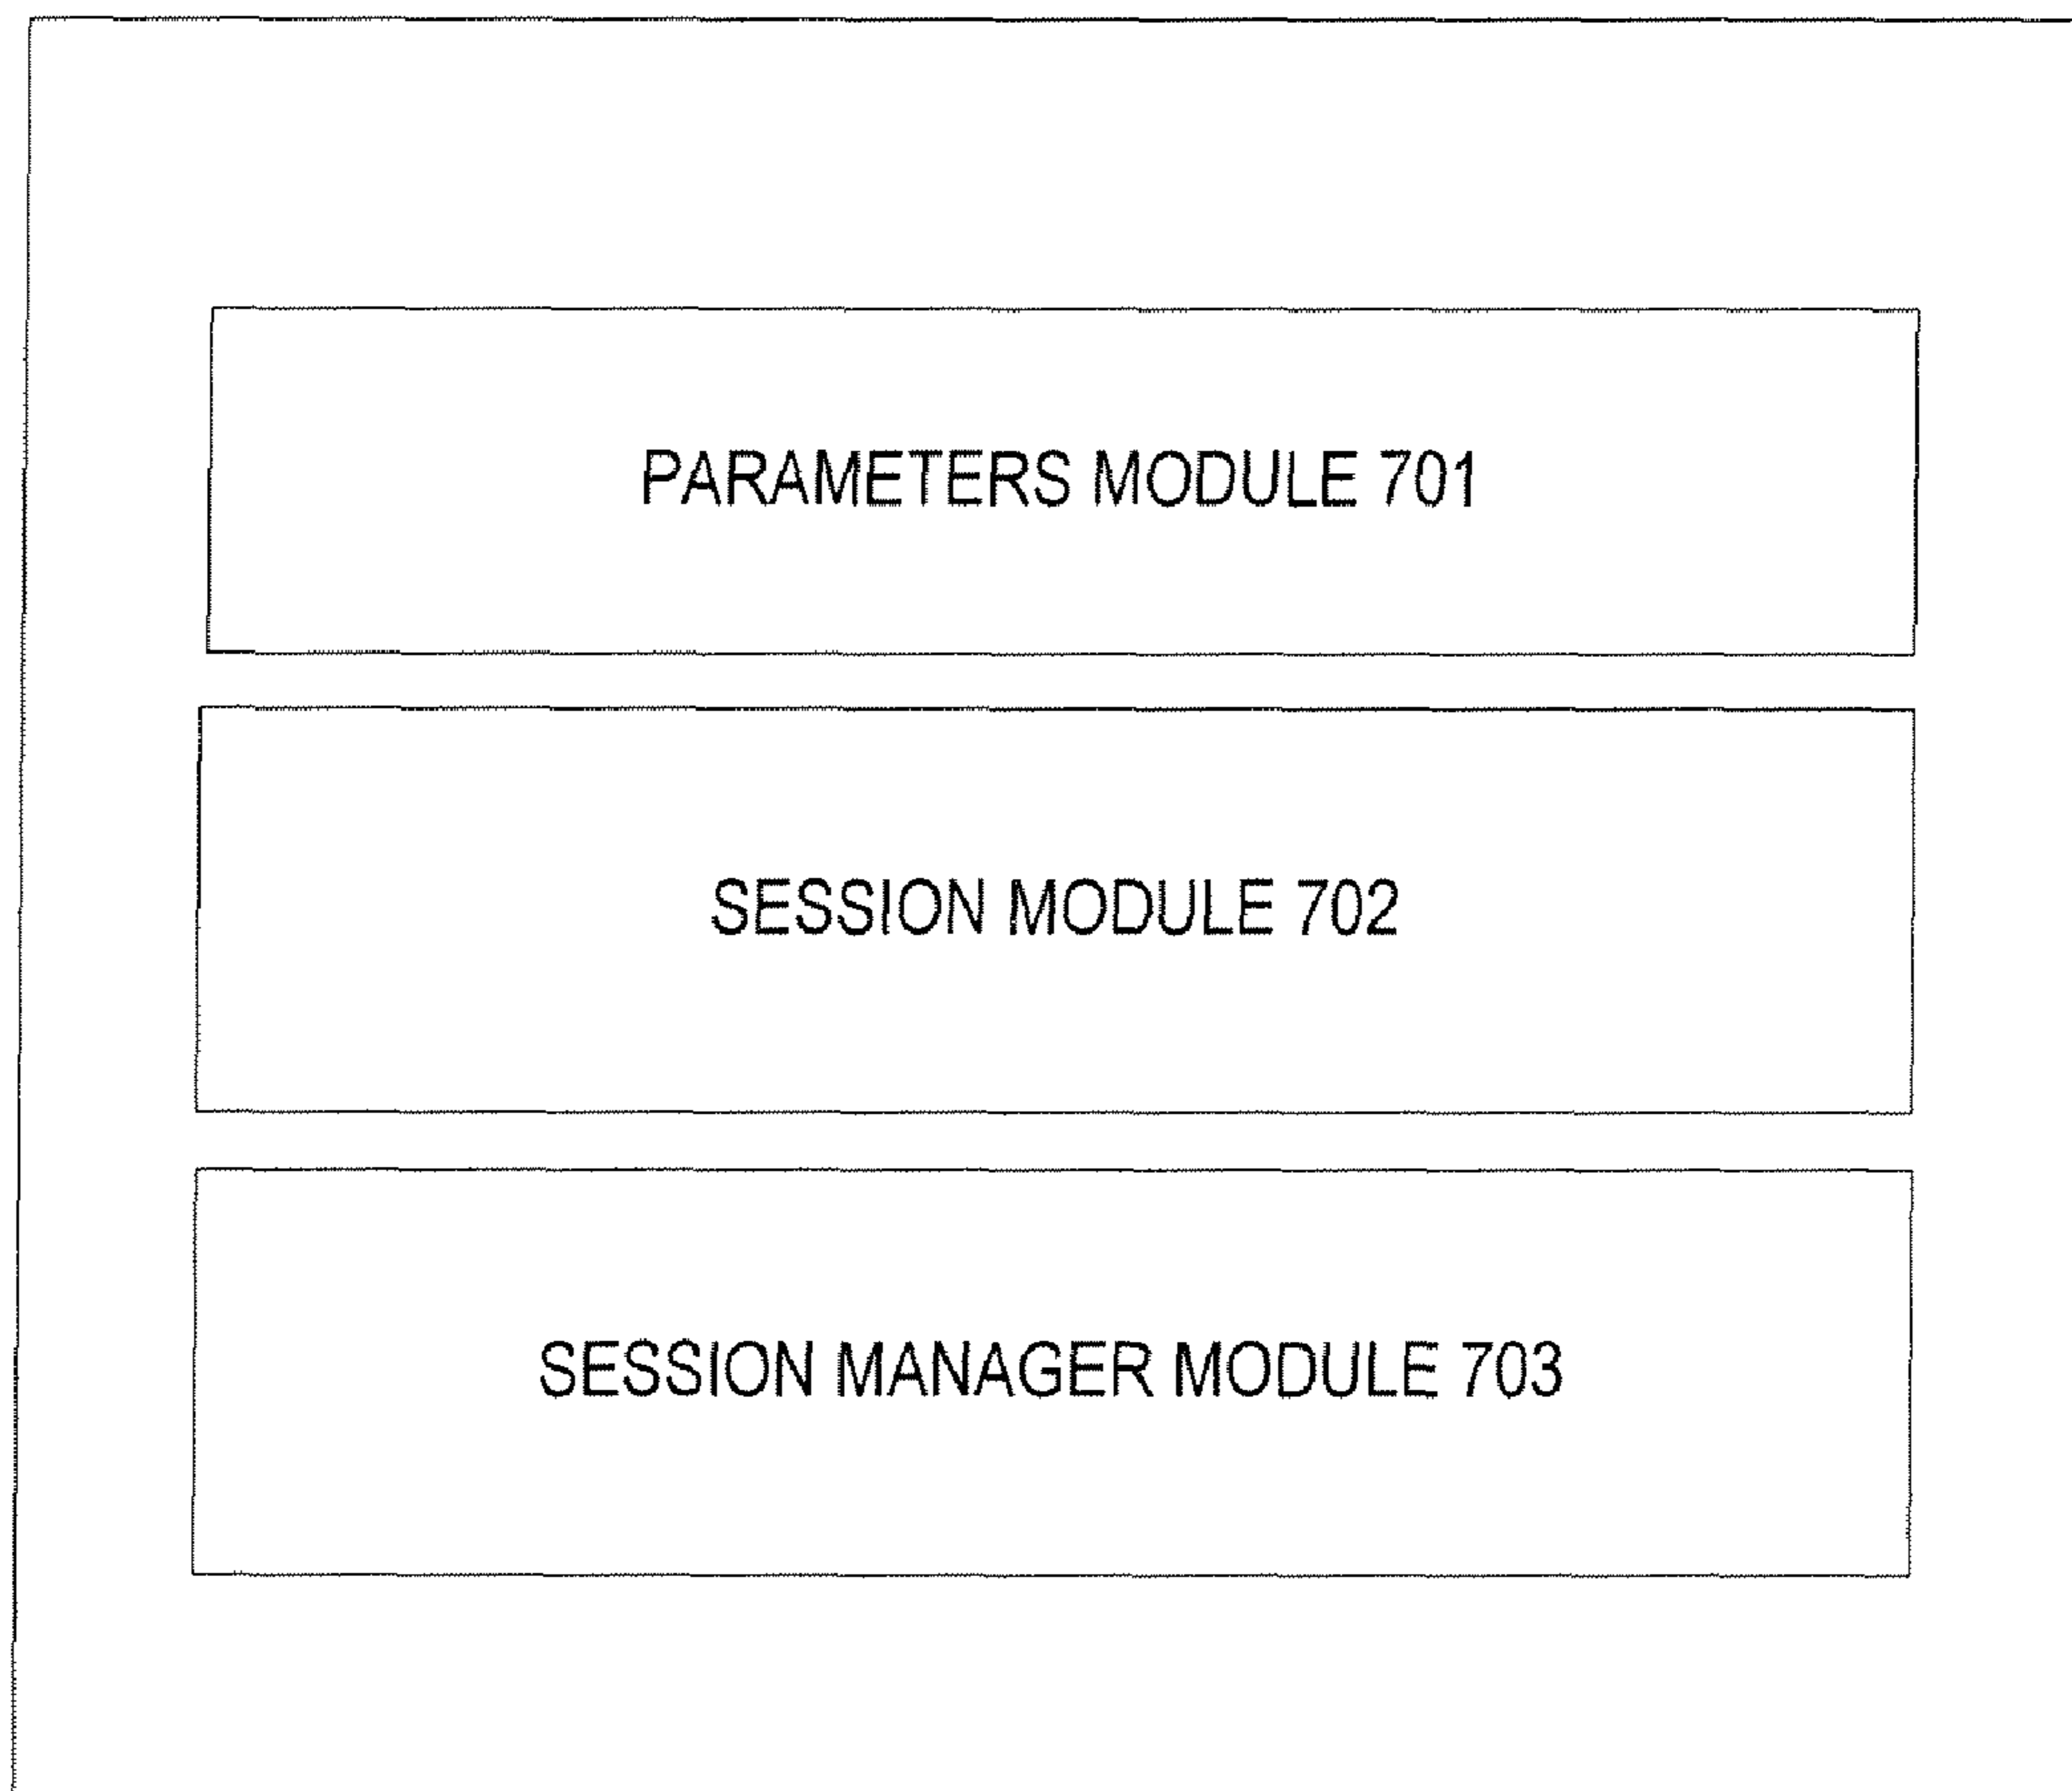 PARAMETERS MODULE 701
SESSION MODULE 702
SESSION MANAGER MODULE 703